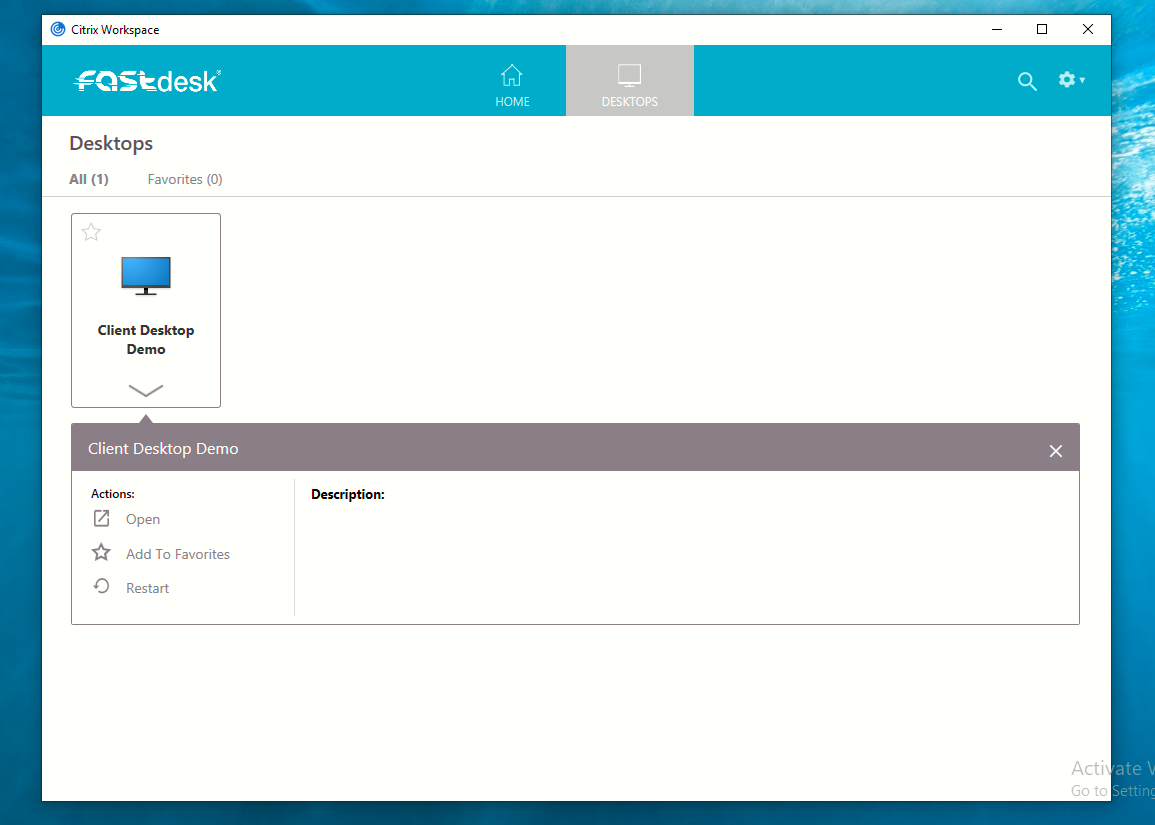 Citrix Workspace
FASTdesk®
HOME
DESKTOPS
Desktops
All (1)
Favorites (0)
Client Desktop
Demo
Client Desktop Demo
Actions:
Description:
Open
Add To Favorites
Restart
Activate
Go to Setting